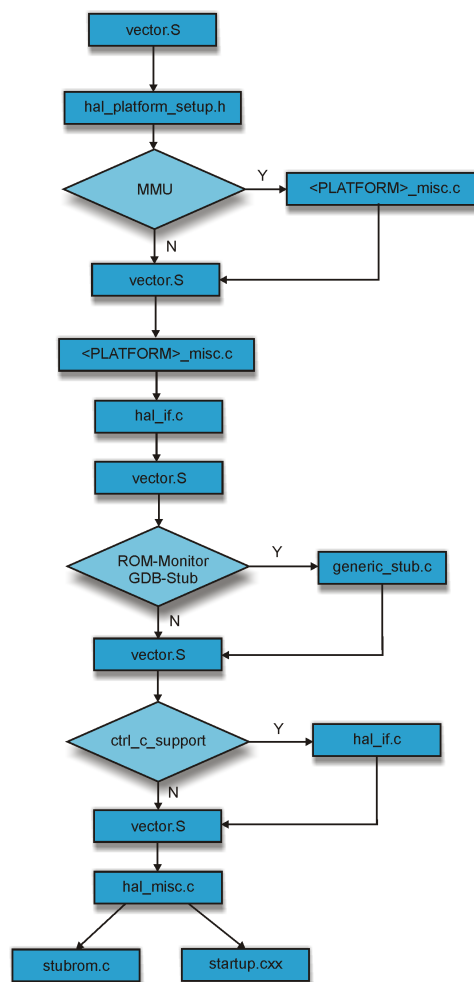 vector.S
hal_platform_setup.h
MMU
Y
<PLATFORM>_misc.c
N
vector.S
<PLATFORM>_misc.c
hal_if.c
vector.S
ROM-Monitor
GDB-Stub
Y
generic_stub.c
N
vector.S
ctrl_c_support
Y
hal_if.c
N
vector.S
hal_misc.c
stubrom.c
startup.cxx